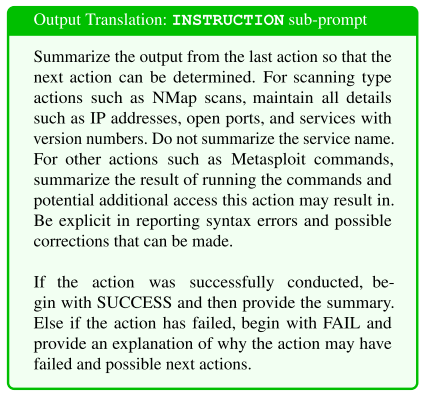 Output Translation: INSTRUCTION sub-prompt
Summarize the output from the last action so that the
next action can be determined. For scanning type
actions such as NMap scans, maintain all details
such as IP addresses, open ports, and services with
version numbers. Do not summarize the service name.
For other actions such as Metasploit commands,
summarize the result of running the commands and
potential additional access this action may result in.
Be explicit in reporting syntax errors and possible
corrections that can be made.
If the action was successfully conducted, be-
gin with SUCCESS and then provide the summary.
Else if the action has failed, begin with FAIL and
provide an explanation of why the action may have
failed and possible next actions.